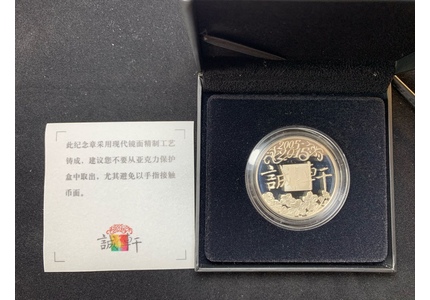 此纪念章采用现代镜面精制工艺
铸成，建议您不要从亚克力保护
盒中取出，尤其避免以手指接触
币面。
誠軒
誠軒